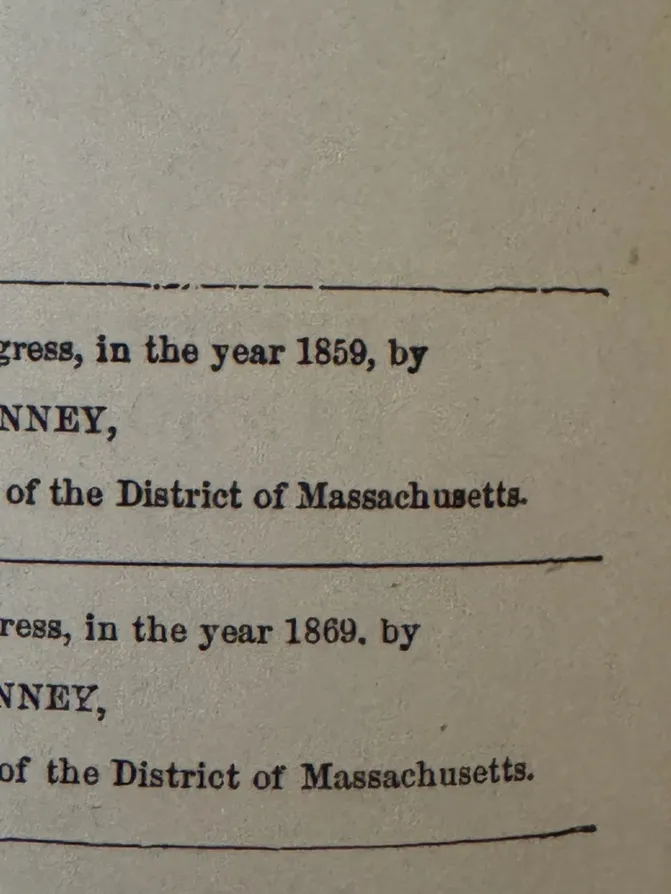 gress, in the year 1859, by
NNEY,
of the District of Massachusetts.
ress, in the year 1869. by
NNEY,
of the District of Massachusetts.